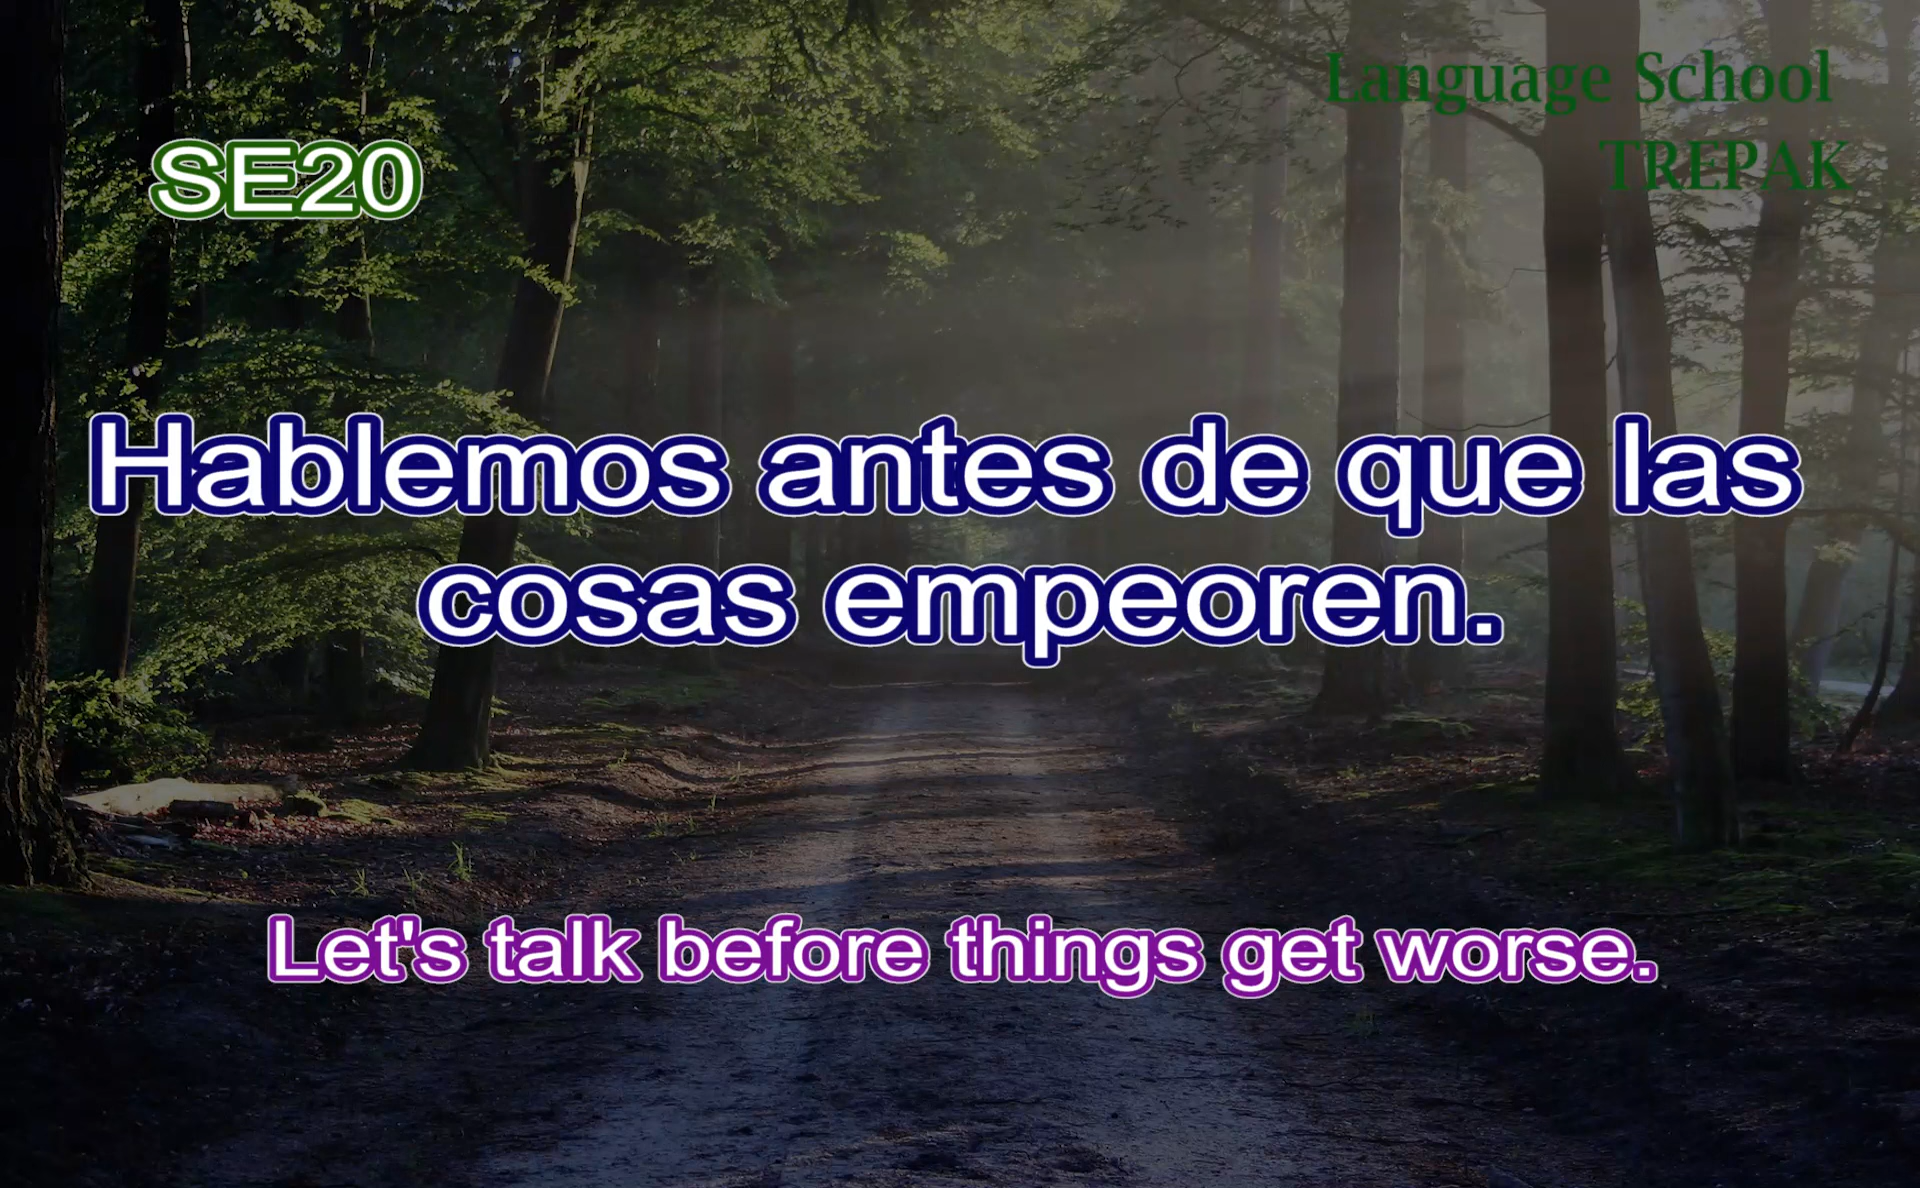 Language School
TREPAK
SE20
Hablemos antes de que las
cosas empeoren.
Let's talk before things get worse.